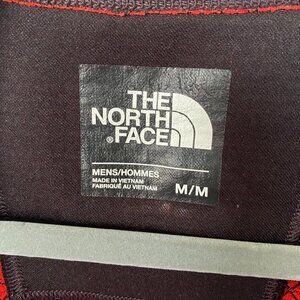 THE
NORTH
FACE
MENS/HOMMES
MADE IN VIETNAM
FABRIQUÉ AU VIETNAM
M/M